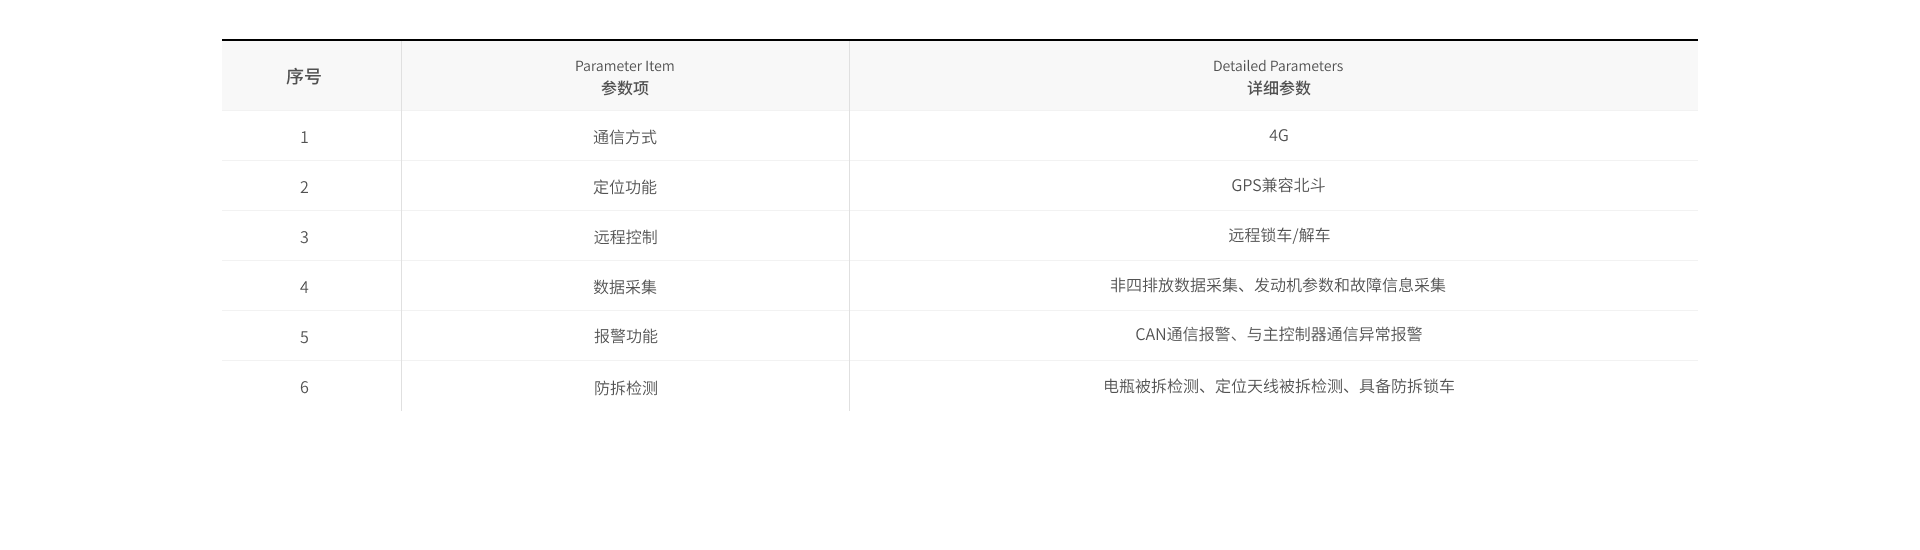 序号
Parameter Item
参数项
Detailed Parameters
详细参数
1
通信方式
4G
2
定位功能
GPS兼容北斗
3
远程控制
远程锁车/解车
4
数据采集
非四排放数据采集、发动机参数和故障信息采集
5
报警功能
CAN通信报警、与主控制器通信异常报警
6
防拆检测
电瓶被拆检测、定位天线被拆检测、具备防拆锁车